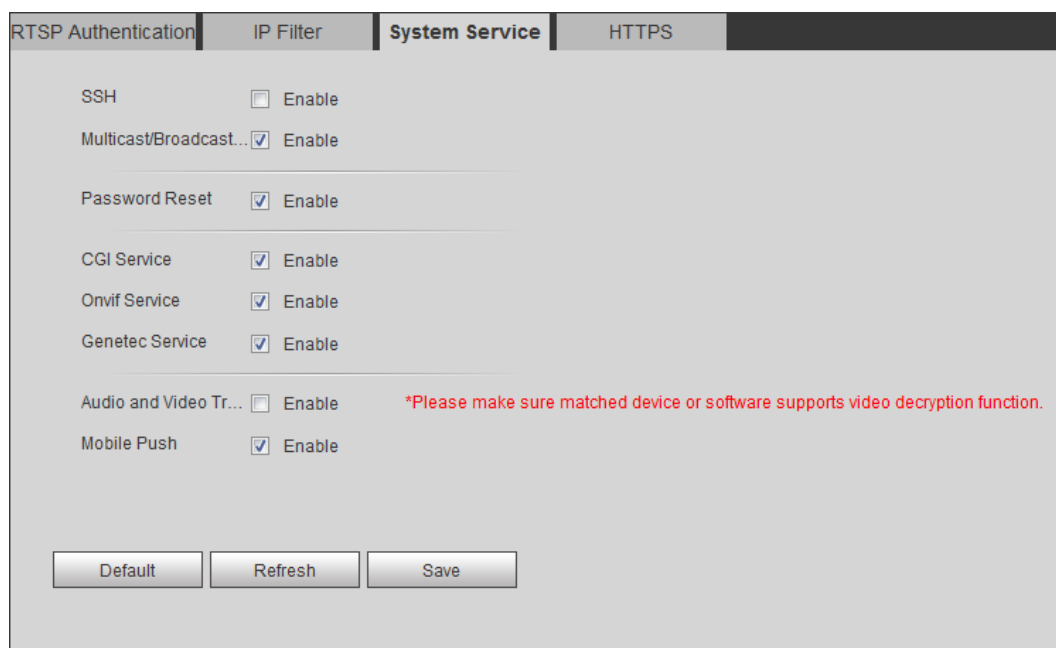 RTSP Authentication IP Filter System Service HTTPS
SSH Enable
Multicast/Broadcast... Enable
Password Reset Enable
CGI Service Enable
Onvif Service Enable
Genetec Service Enable
Audio and Video Tr... Enable *Please make sure matched device or software supports video decryption function.
Mobile Push Enable
Default Refresh Save